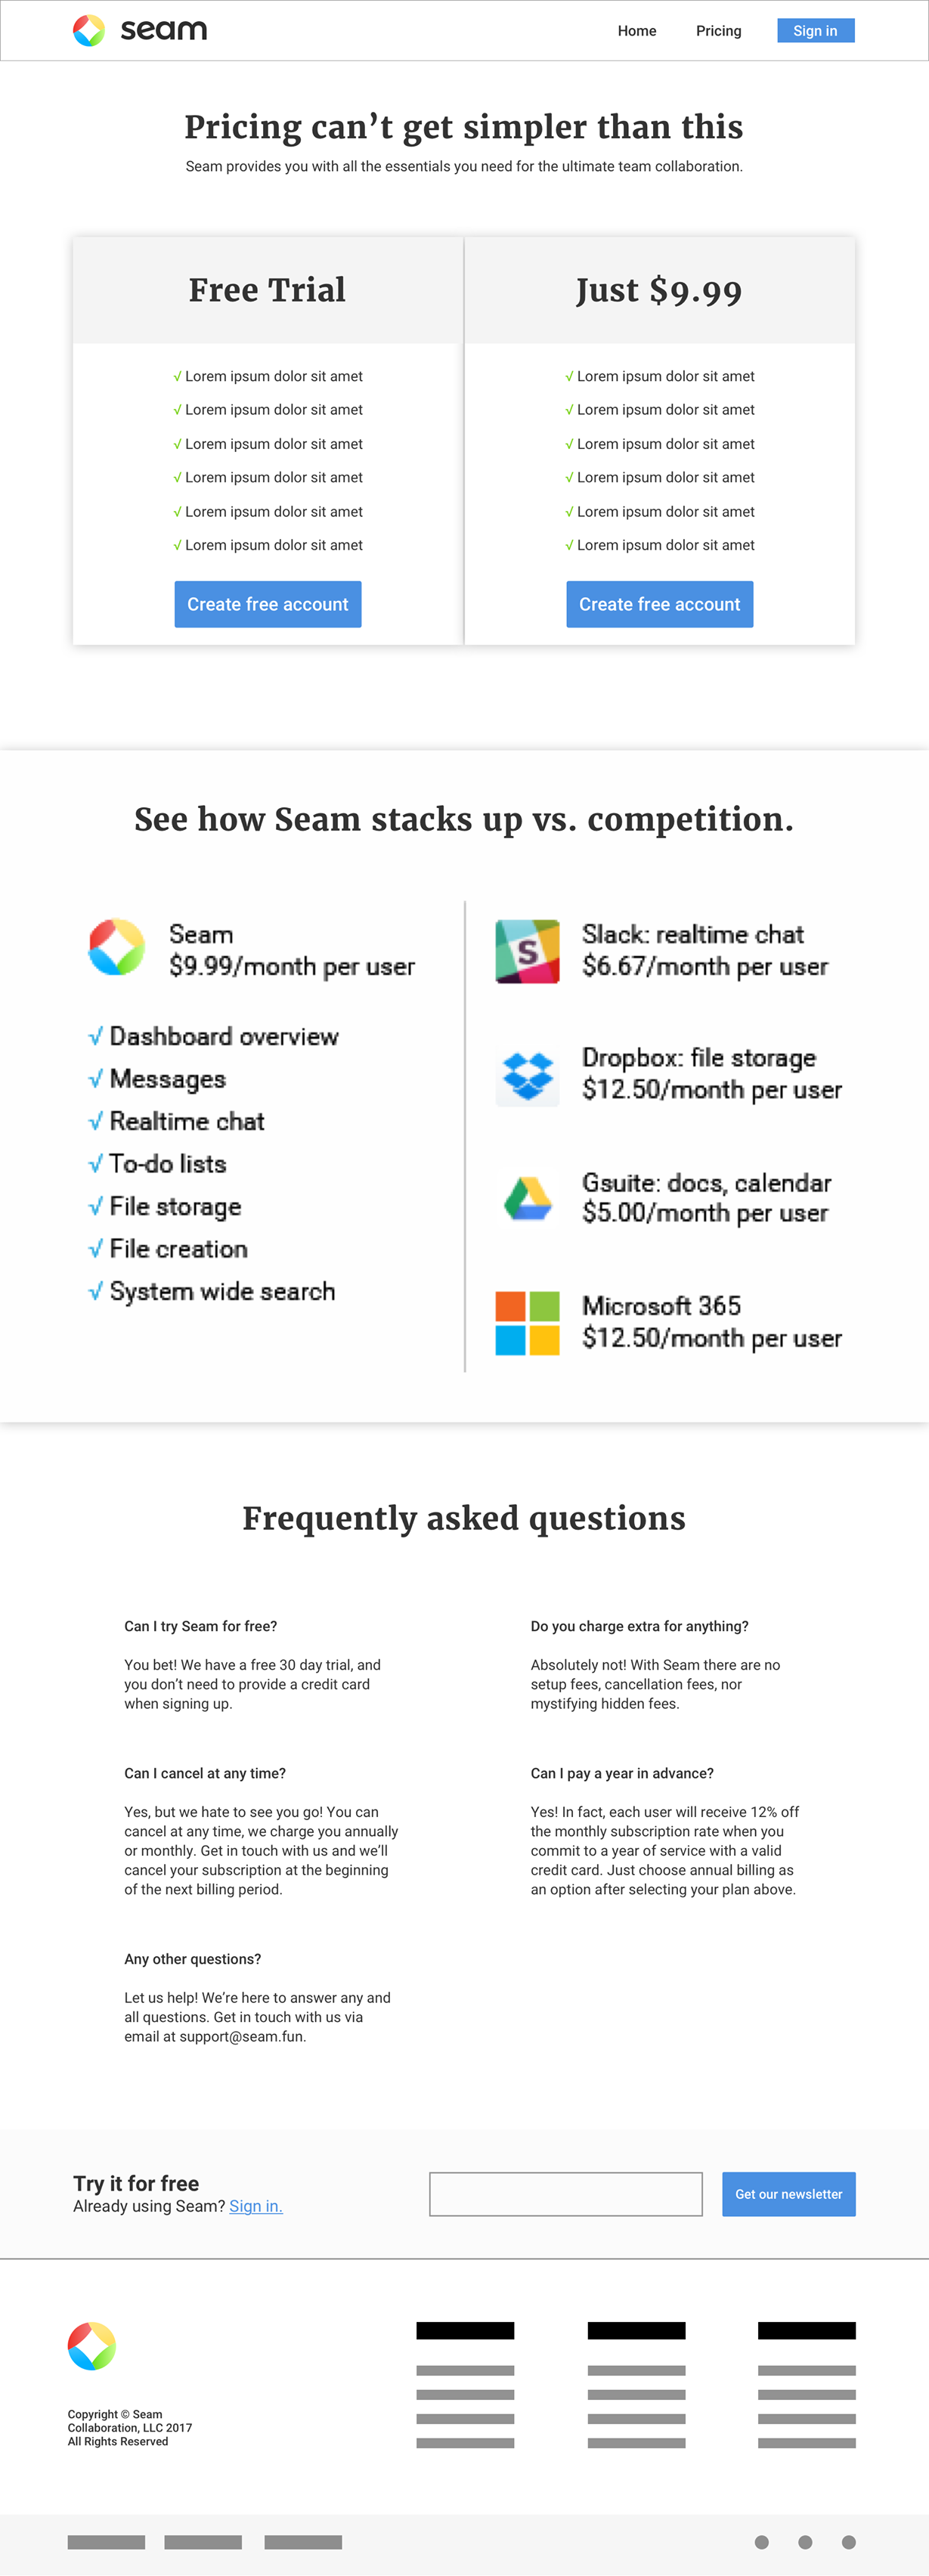 seam
Home
Pricing
Sign in
Pricing can’t get simpler than this
Seam provides you with all the essentials you need for the ultimate team collaboration.
Free Trial
√ Lorem ipsum dolor sit amet
√ Lorem ipsum dolor sit amet
√ Lorem ipsum dolor sit amet
√ Lorem ipsum dolor sit amet
√ Lorem ipsum dolor sit amet
√ Lorem ipsum dolor sit amet
Create free account
Just $9.99
√ Lorem ipsum dolor sit amet
√ Lorem ipsum dolor sit amet
√ Lorem ipsum dolor sit amet
√ Lorem ipsum dolor sit amet
√ Lorem ipsum dolor sit amet
√ Lorem ipsum dolor sit amet
Create free account
See how Seam stacks up vs. competition.
Seam
$9.99/month per user
√ Dashboard overview
√ Messages
√ Realtime chat
√ To-do lists
√ File storage
√ File creation
√ System wide search
S
Slack: realtime chat
$6.67/month per user
Dropbox: file storage
$12.50/month per user
Gsuite: docs, calendar
$5.00/month per user
Microsoft 365
$12.50/month per user
Frequently asked questions
Can I try Seam for free?
You bet! We have a free 30 day trial, and
you don’t need to provide a credit card
when signing up.
Do you charge extra for anything?
Absolutely not! With Seam there are no
setup fees, cancellation fees, nor
mystifying hidden fees.
Can I cancel at any time?
Yes, but we hate to see you go! You can
cancel at any time, we charge you annually
or monthly. Get in touch with us and we’ll
cancel your subscription at the beginning
of the next billing period.
Can I pay a year in advance?
Yes! In fact, each user will receive 12% off
the monthly subscription rate when you
commit to a year of service with a valid
credit card. Just choose annual billing as
an option after selecting your plan above.
Any other questions?
Let us help! We’re here to answer any and
all questions. Get in touch with us via
email at support@seam.fun.
Try it for free
Already using Seam? Sign in.
Get our newsletter
Copyright © Seam
Collaboration, LLC 2017
All Rights Reserved